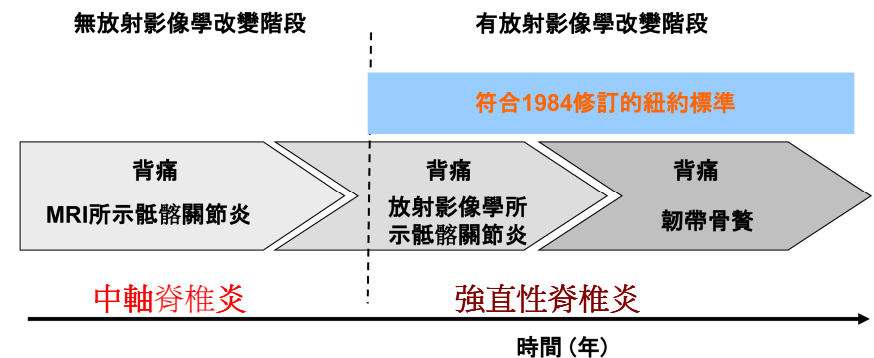 無放射影像學改變階段
有放射影像學改變階段
符合1984修訂的紐約標準
背痛
MRI所示骶髂關節炎
背痛
放射影像學所
示骶髂關節炎
背痛
韌帶骨贅
中軸脊椎炎
強直性脊椎炎
時間（年）